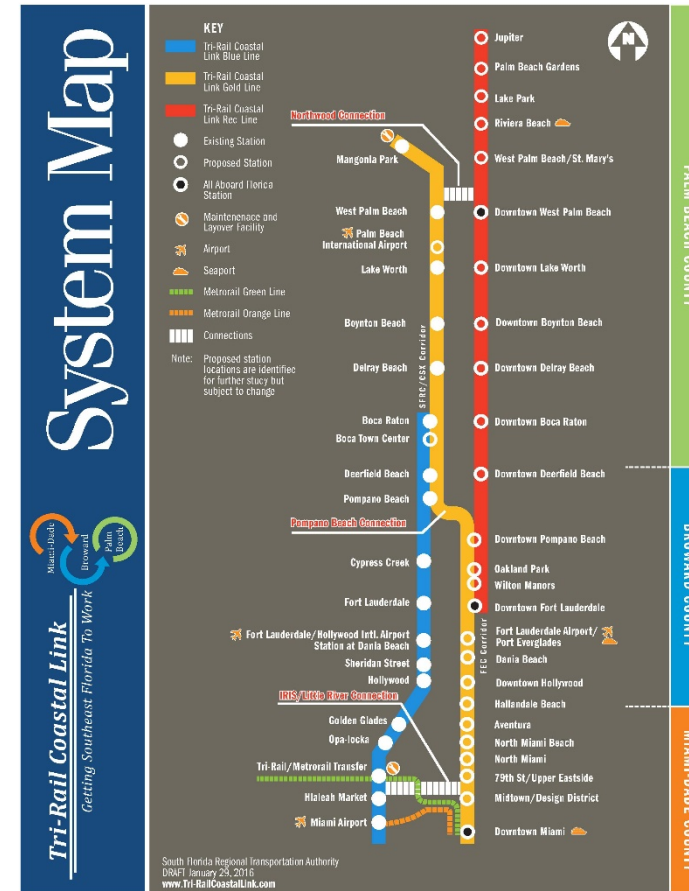 System Map
Miami-Dade
Broward
Palm
Beach
Tri-Rail Coastal Link
Getting Southeast Florida To Work
KEY
Tri-Rail Coastal
Link Blue Line
Tri-Rail Coastal
Link Gold Line
Tri-Rail Coastal
Link Rec Line
Existing Station
Proposed Station
All Aboard Florica
Station
Maintenenace and
Layover Facility
Airport
Seaport
Metrorail Green Line
Metrorail Orange Line
Connections
Note: Proposed station
locations are identified
for further stucy but
subject to change
N
Northwood Connection
Mangonia Park
West Palm Beach
Palm Beach
International Airport
Lake Worth
Boynton Beach
Delray Beach
SFRC/CSX Corridor
Boca Raton
Boca Town Center
Deerfield Beach
Pompano Beach
Pompano Beach Connection
Cypress Creek
Fort Lauderdale
Fort Lauderdale/Hollywood Intl. Airport
Station at Dania Beach
Sheridan Street
Hollywood
IRIS/Little River Connection
Golden Glades
Opa-locka
Tri-Rail/Metrorail Transfer
Hialeah Market
Miami Airport
Jupiter
Palm Beach Gardens
Lake Park
Riviera Beach
West Palm Beach/St. Mary's
Downtown West Palm Beach
Downtown Lake Worth
Downtown Boynton Beach
Downtown Delray Beach
Downtown Boca Raton
Downtown Deerfield Beach
Downtown Pompano Beach
Oakland Park
Wilton Manors
Downtown Fort Lauderdale
FEC Corridor
Fort Lauderdale Airport/
Port Everglades
Dania Beach
Downtown Hollywood
Hallandale Beach
Aventura
North Miami Beach
North Miami
79th St/Upper Eastside
Midtown/Design District
Downtown Miami
PALM BEACH COUNTY
BROWARD COUNTY
MIAMI-DADE COUNTY
South Florida Regional Transportation Authority
DRAFT January 29, 2016
www.Tri-RailCoastalLink.com